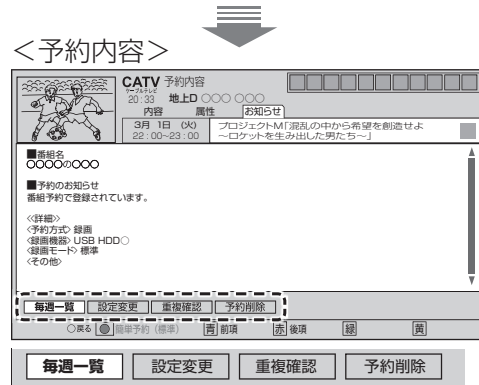 ＜予約内容＞
CATV 予約内容
ケーブルテレビ
20:33 地上D ○○○ ○○○
内容 属性 お知らせ
3月 1日 (火) プロジェクトM「混乱の中から希望を創造せよ
22:00~23:00 ~ロケットを生み出した男たち~」
■番組名
○○○○の○○○
■予約のお知らせ
番組予約で登録されています。
≪詳細≫
<予約方式> 録画
<録画機器> USB HDD○
<録画モード> 標準
<その他>
毎週一覧 設定変更 重複確認 予約削除
○戻る 簡単予約（標準） 青 前項 赤 後項 緑 黄
毎週一覧 設定変更 重複確認 予約削除